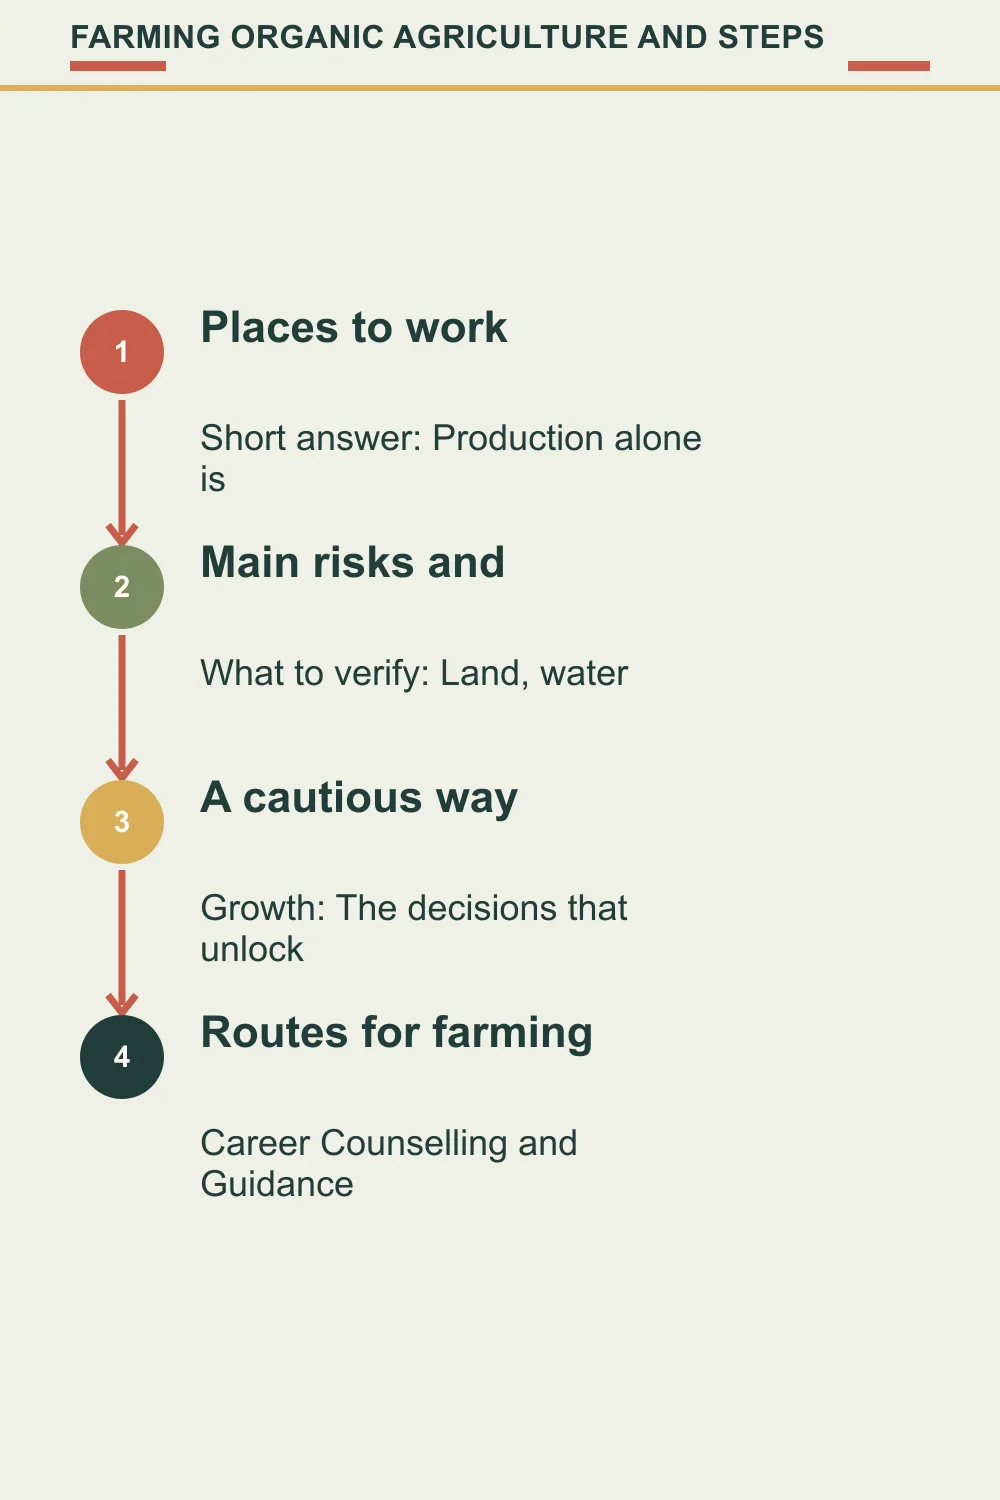 FARMING ORGANIC AGRICULTURE AND STEPS
1
Places to work
Short answer: Production alone
is
2
Main risks and
What to verify: Land, water
3
A cautious way
Growth: The decisions that
unlock
4
Routes for farming
Career Counselling and
Guidance